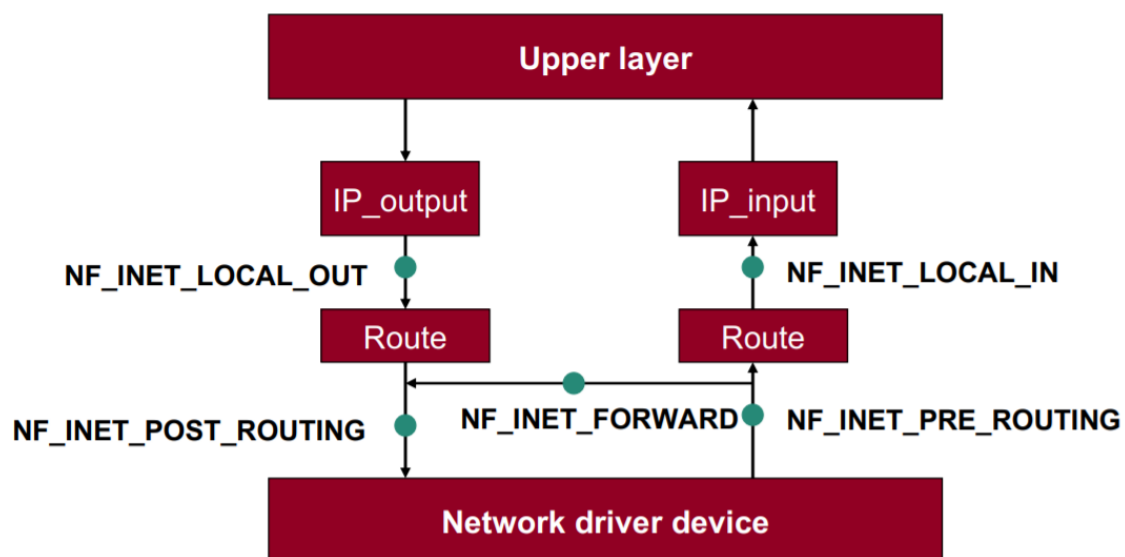 Upper layer
IP_output
IP_input
NF_INET_LOCAL_OUT
NF_INET_LOCAL_IN
Route
Route
NF_INET_POST_ROUTING
NF_INET_FORWARD
NF_INET_PRE_ROUTING
Network driver device